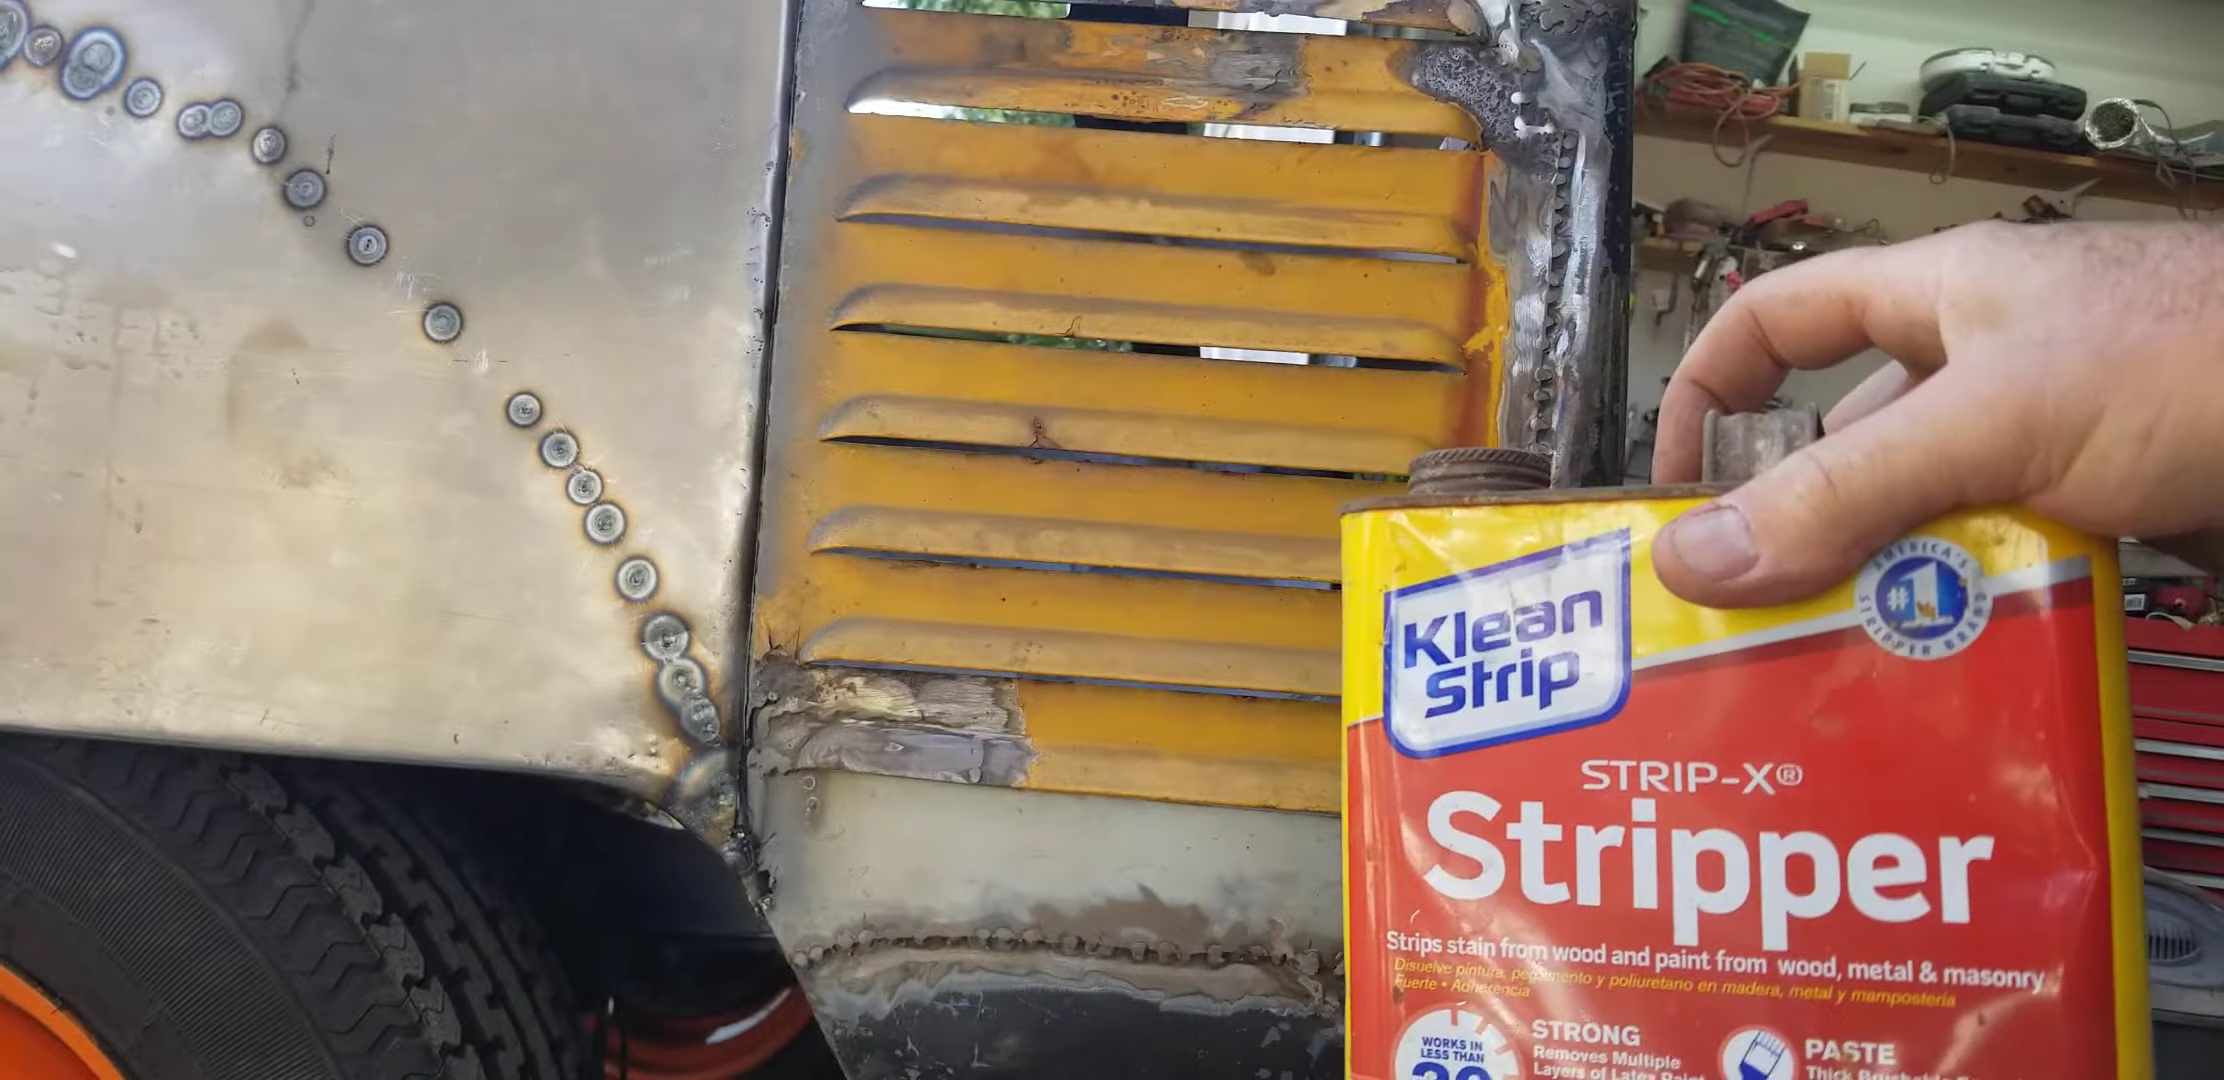 Klean
Strip
AMERICA'S
#1
STRIPPER BRAND
STRIP-X®
Stripper
Strips stain from wood and paint from wood, metal & masonry
Disuelve pintura, pegamento y poliuretano en madera, metal y mampostería
Fuerte • Adherencia
WORKS IN
LESS THAN
STRONG
Removes Multiple
Layers of Latex Paint
PASTE
Thick Brushable